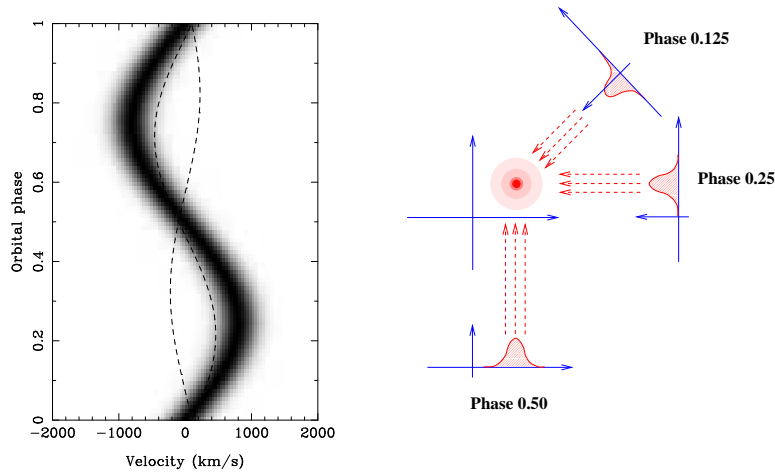 Orbital phase
1
0.8
0.6
0.4
0.2
0
-2000 -1000 0 1000 2000
Velocity (km/s)
Phase 0.125
Phase 0.25
Phase 0.50